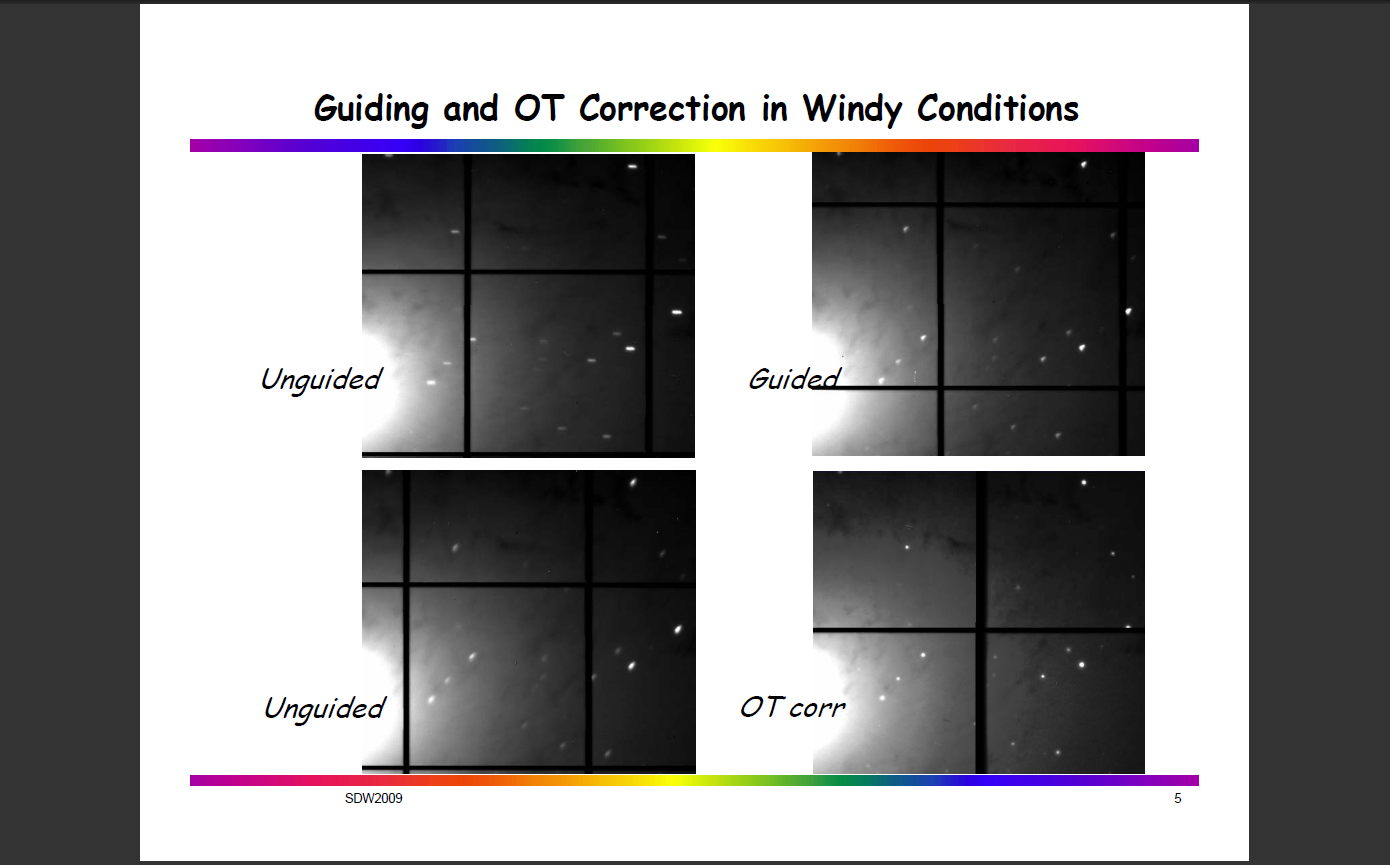 Guiding and OT Correction in Windy Conditions
Unguided
Guided
Unguided
OT corr
SDW2009
5